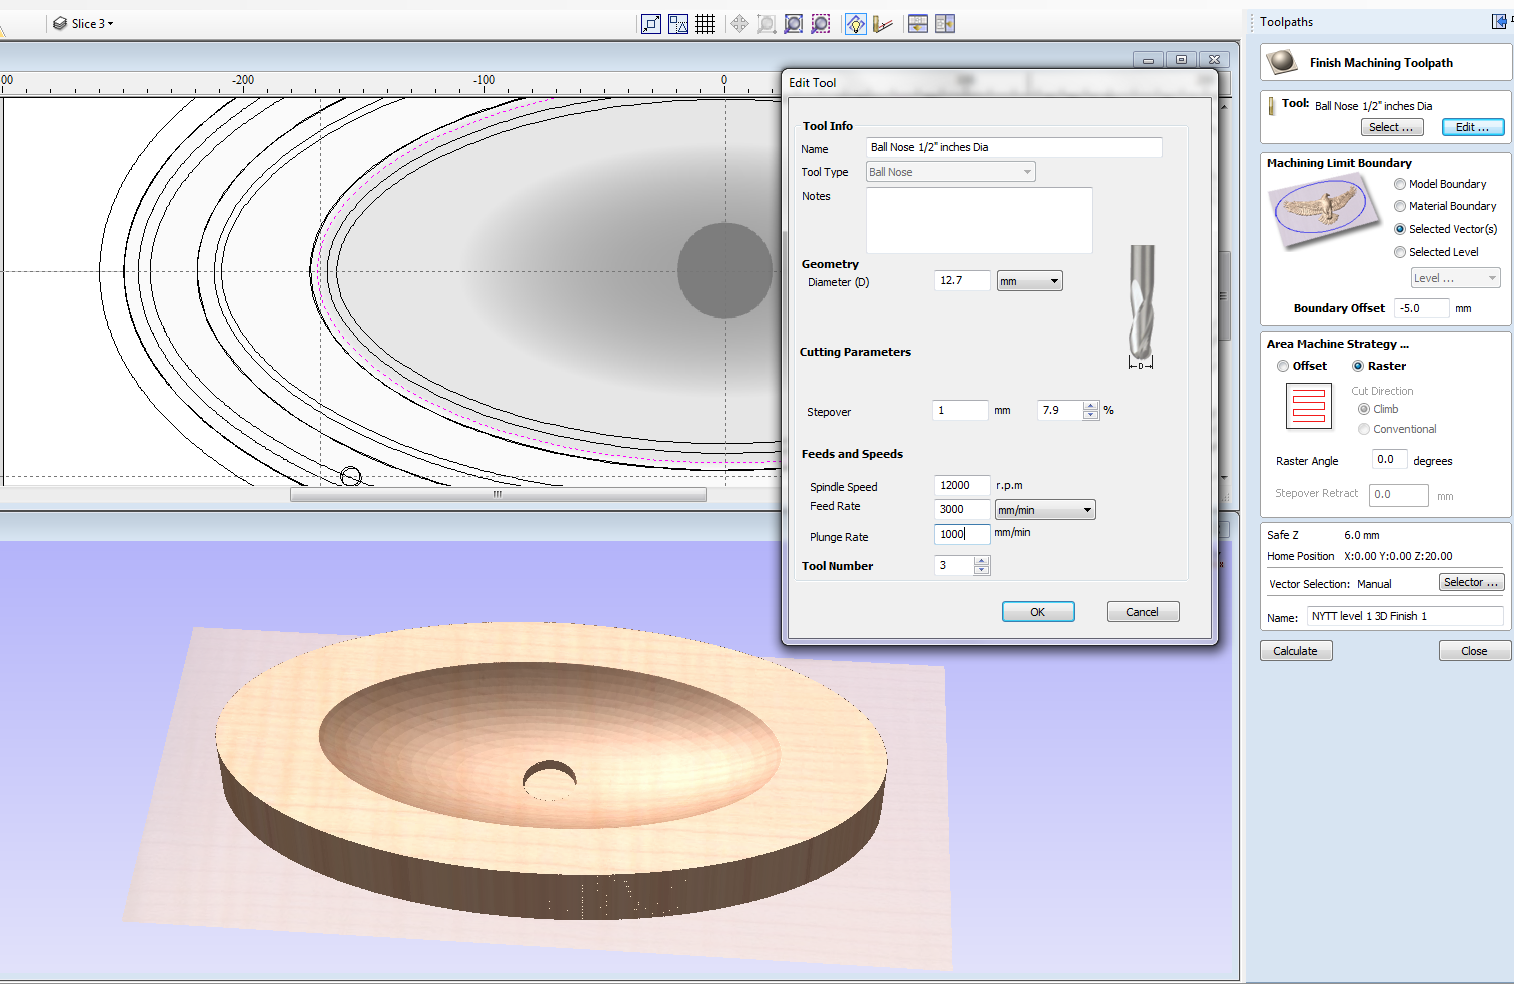 Slice 3
Toolpaths
00 -200 -100 0
Edit Tool
Tool Info
Name Ball Nose 1/2" inches Dia
Tool Type Ball Nose
Notes
Geometry
Diameter (D) 12.7 mm
D
Cutting Parameters
Stepover 1 mm 7.9 %
Feeds and Speeds
Spindle Speed 12000 r.p.m
Feed Rate 3000 mm/min
Plunge Rate 1000 mm/min
Tool Number 3
OK Cancel
Finish Machining Toolpath
Tool: Ball Nose 1/2" inches Dia
Select ... Edit ...
Machining Limit Boundary
Model Boundary
Material Boundary
Selected Vector(s)
Selected Level
Level ...
Boundary Offset -5.0 mm
Area Machine Strategy ...
Offset Raster
Cut Direction
Climb
Conventional
Raster Angle 0.0 degrees
Stepover Retract 0.0 mm
Safe Z 6.0 mm
Home Position X:0.00 Y:0.00 Z:20.00
Vector Selection: Manual Selector ...
Name: NYTT level 1 3D Finish 1
Calculate Close